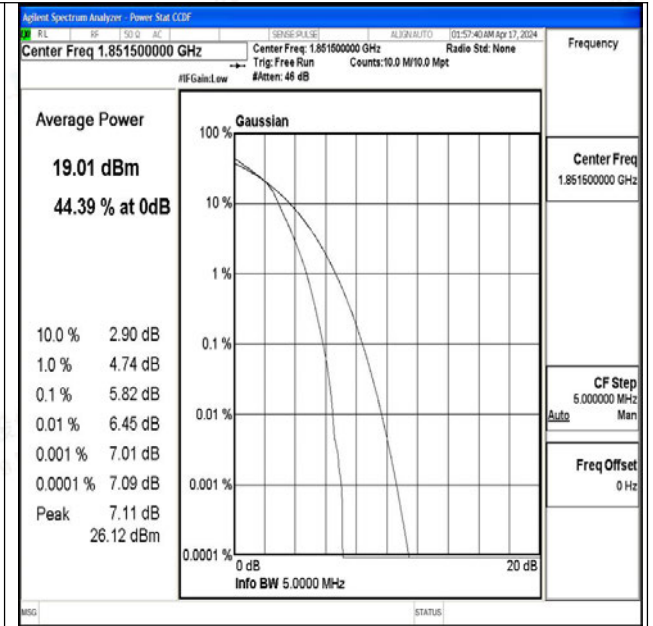 Agilent Spectrum Analyzer - Power Stat CCDF
RL RF 50 Ω AC SENSE:PULSE ALIGN AUTO 01:57:40 AM Apr 17, 2024
Center Freq 1.851500000 GHz
Center Freq: 1.851500000 GHz Radio Std: None
Trig: Free Run Counts:10.0 M/10.0 Mpt
#IFGain:Low #Atten: 46 dB
Frequency
Average Power
19.01 dBm
44.39 % at 0dB
10.0 % 2.90 dB
1.0 % 4.74 dB
0.1 % 5.82 dB
0.01 % 6.45 dB
0.001 % 7.01 dB
0.0001 % 7.09 dB
Peak 7.11 dB
26.12 dBm
Gaussian
100 %
10 %
1 %
0.1 %
0.01 %
0.001 %
0.0001 %
0 dB 20 dB
Info BW 5.0000 MHz
Center Freq
1.851500000 GHz
CF Step
5.000000 MHz
Auto Man
Freq Offset
0 Hz
MSG STATUS